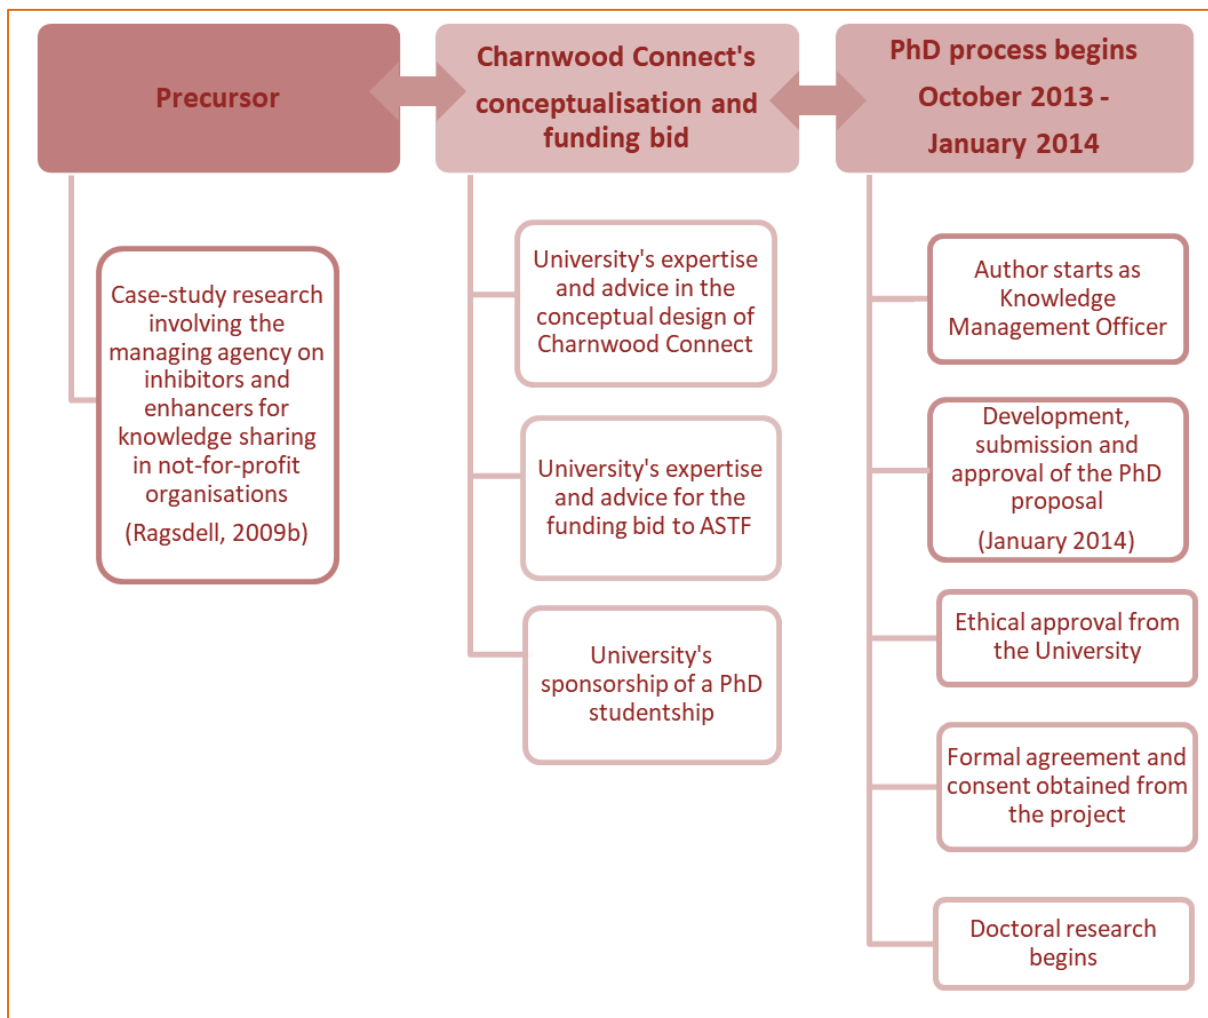 Precursor
Case-study research
involving the
managing agency on
inhibitors and
enhancers for
knowledge sharing
in not-for-profit
organisations
(Ragsdell, 2009b)
Charnwood Connect's
conceptualisation and
funding bid
University's expertise
and advice in the
conceptual design of
Charnwood Connect
University's expertise
and advice for the
funding bid to ASTF
University's
sponsorship of a PhD
studentship
PhD process begins
October 2013 -
January 2014
Author starts as
Knowledge
Management Officer
Development,
submission and
approval of the PhD
proposal
(January 2014)
Ethical approval from
the University
Formal agreement and
consent obtained from
the project
Doctoral research
begins